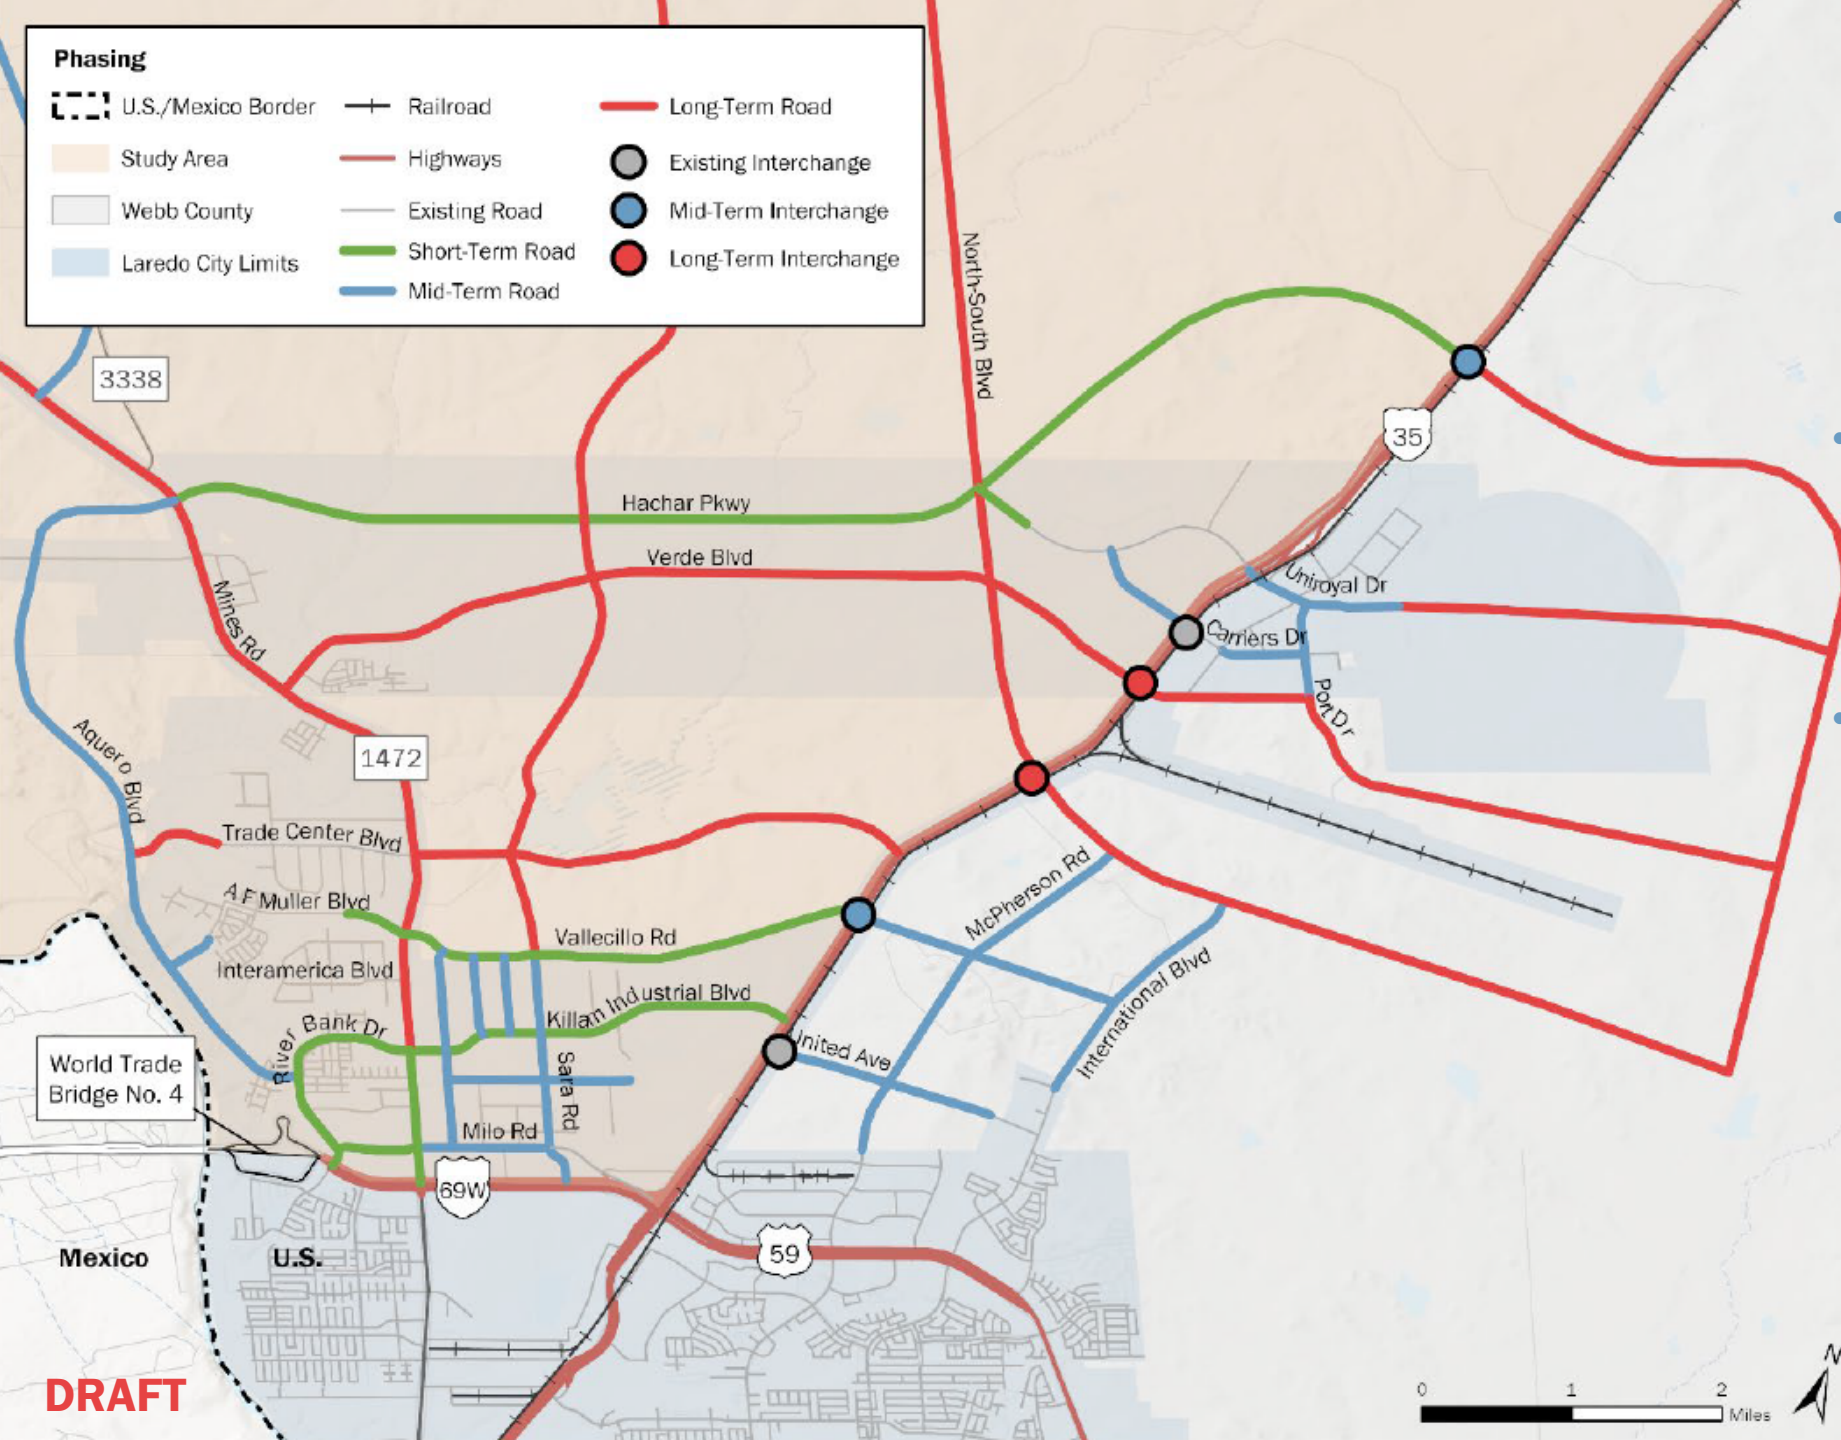 Phasing
U.S./Mexico Border
Study Area
Webb County
Laredo City Limits
Railroad
Highways
Existing Road
Short-Term Road
Mid-Term Road
Long-Term Road
Existing Interchange
Mid-Term Interchange
Long-Term Interchange
3338
North-South Blvd
35
Hachar Pkwy
Verde Blvd
Mines Rd
Uniroyal Dr
Carriers Dr
Port Dr
1472
Aquero Blvd
Trade Center Blvd
A F Muller Blvd
Vallecillo Rd
McPherson Rd
Interamerica Blvd
International Blvd
Killam Industrial Blvd
River Bank Dr
United Ave
World Trade
Bridge No. 4
Sara Rd
Milo Rd
69W
59
Mexico
U.S.
DRAFT
0
1
2
Miles
N